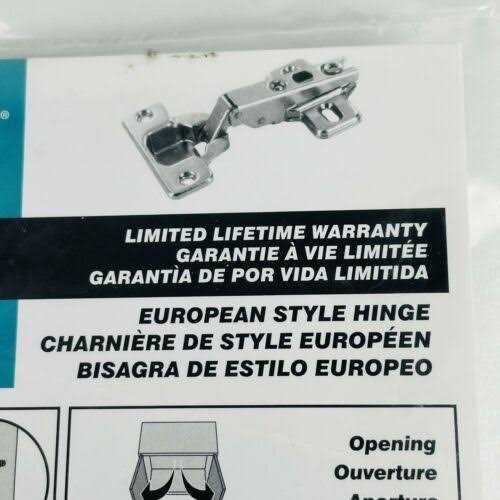 ®
LIMITED LIFETIME WARRANTY
GARANTIE À VIE LIMITÉE
GARANTÌA DE POR VIDA LIMITIDA
EUROPEAN STYLE HINGE
CHARNIÈRE DE STYLE EUROPÉEN
BISAGRA DE ESTILO EUROPEO
Opening
Ouverture